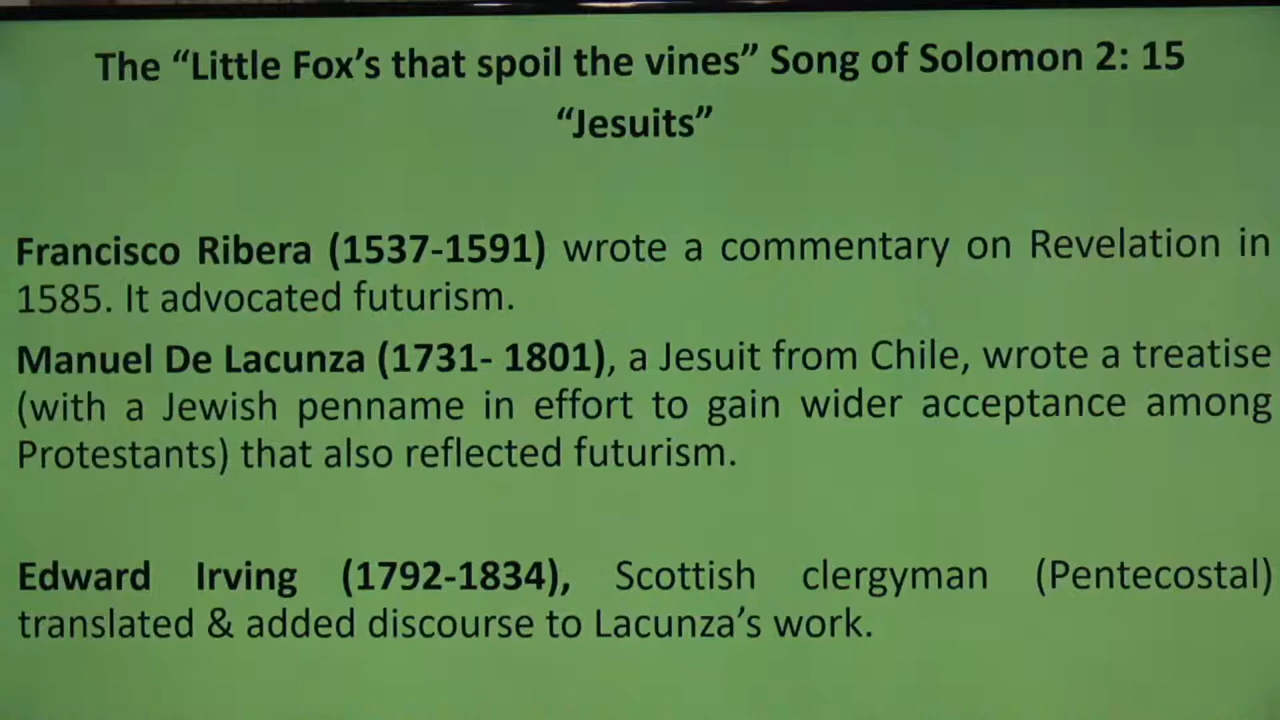 The “Little Fox’s that spoil the vines” Song of Solomon 2: 15
“Jesuits”
Francisco Ribera (1537-1591) wrote a commentary on Revelation in
1585. It advocated futurism.
Manuel De Lacunza (1731- 1801), a Jesuit from Chile, wrote a treatise
(with a Jewish penname in effort to gain wider acceptance among
Protestants) that also reflected futurism.
Edward Irving (1792-1834), Scottish clergyman (Pentecostal)
translated & added discourse to Lacunza’s work.